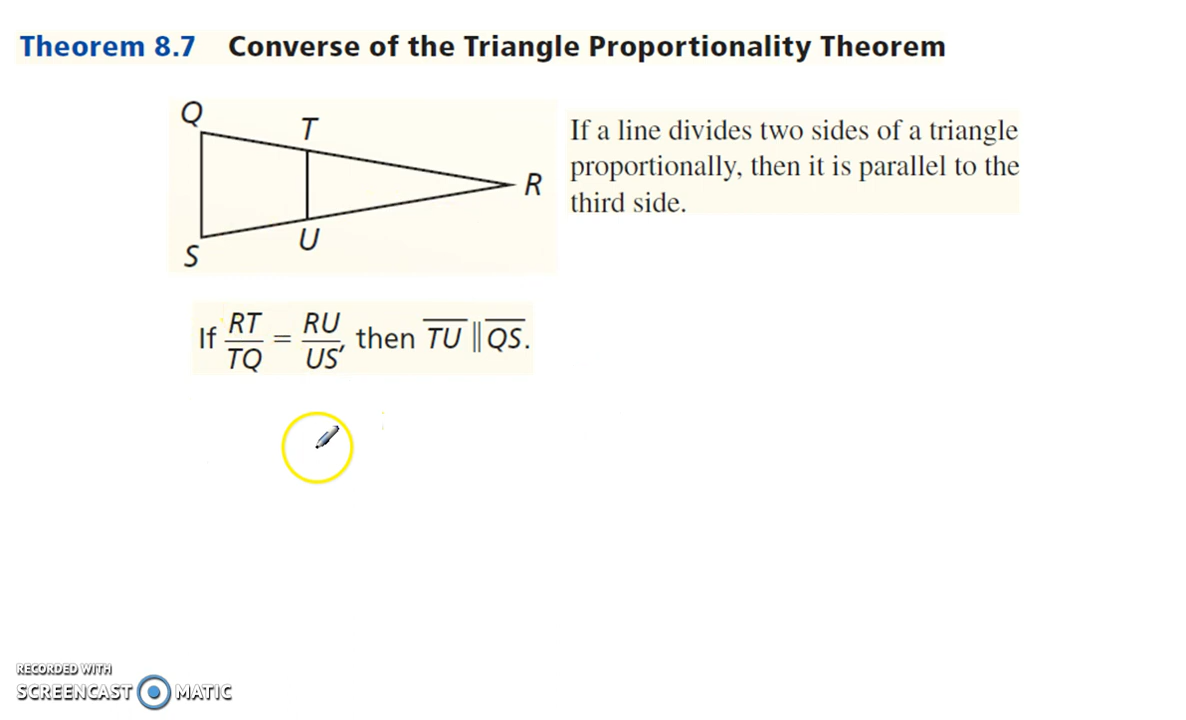 Theorem 8.7 Converse of the Triangle Proportionality Theorem
Q
T
R
S
U
If a line divides two sides of a triangle
proportionally, then it is parallel to the
third side.
If RT/TQ = RU/US, then TU ∥ QS.
RECORDED WITH
SCREENCAST MATIC